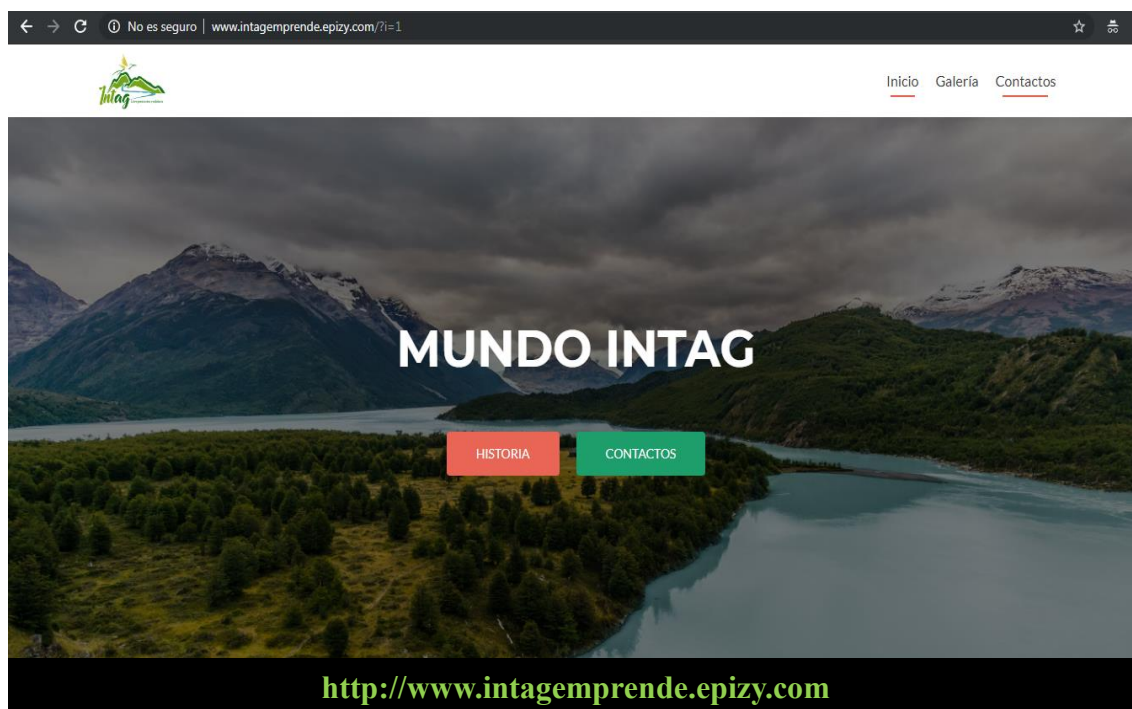 No es seguro | www.intagemprende.epizy.com/?i=1
Intag
Inicio Galería Contactos
MUNDO INTAG
HISTORIA CONTACTOS
http://www.intagemprende.epizy.com